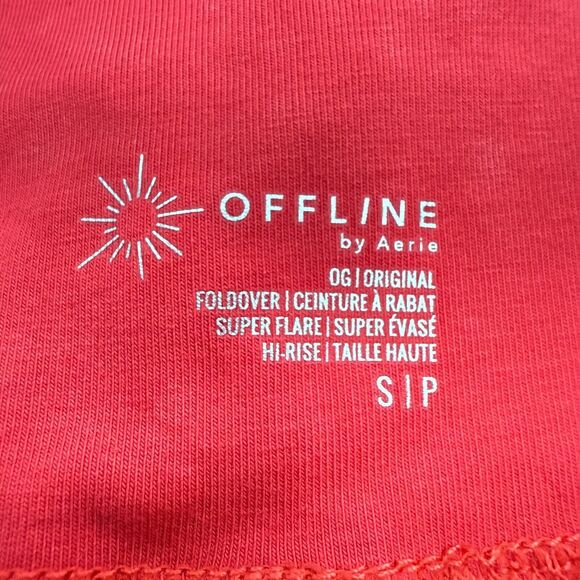 OFFLINE
by Aerie
OG | ORIGINAL
FOLDOVER | CEINTURE À RABAT
SUPER FLARE | SUPER ÉVASÉ
HI-RISE | TAILLE HAUTE
S | P